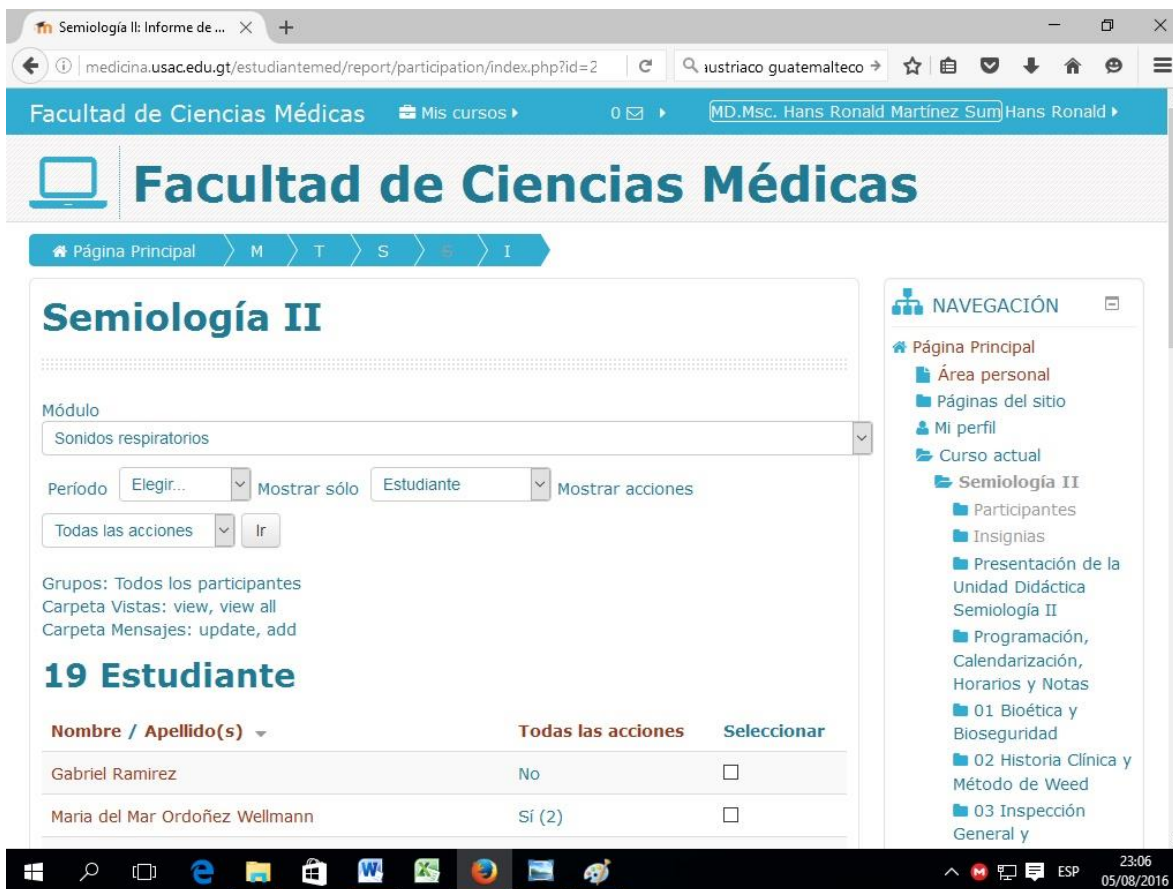 Semiología II: Informe de ...
medicina.usac.edu.gt/estudiantemed/report/participation/index.php?id=2
austriaco guatemalteco
Facultad de Ciencias Médicas
Mis cursos
0
MD.Msc. Hans Ronald Martínez Sum Hans Ronald
Facultad de Ciencias Médicas
Página Principal M T S S I
Semiología II
Módulo
Sonidos respiratorios
Período Elegir... Mostrar sólo Estudiante Mostrar acciones
Todas las acciones Ir
Grupos: Todos los participantes
Carpeta Vistas: view, view all
Carpeta Mensajes: update, add
19 Estudiante
Nombre / Apellido(s) Todas las acciones Seleccionar
Gabriel Ramirez No
Maria del Mar Ordoñez Wellmann Sí (2)
NAVEGACIÓN
Página Principal
Área personal
Páginas del sitio
Mi perfil
Curso actual
Semiología II
Participantes
Insignias
Presentación de la
Unidad Didáctica
Semiología II
Programación,
Calendarización,
Horarios y Notas
01 Bioética y
Bioseguridad
02 Historia Clínica y
Método de Weed
03 Inspección
General y
ESP
23:06
05/08/2016